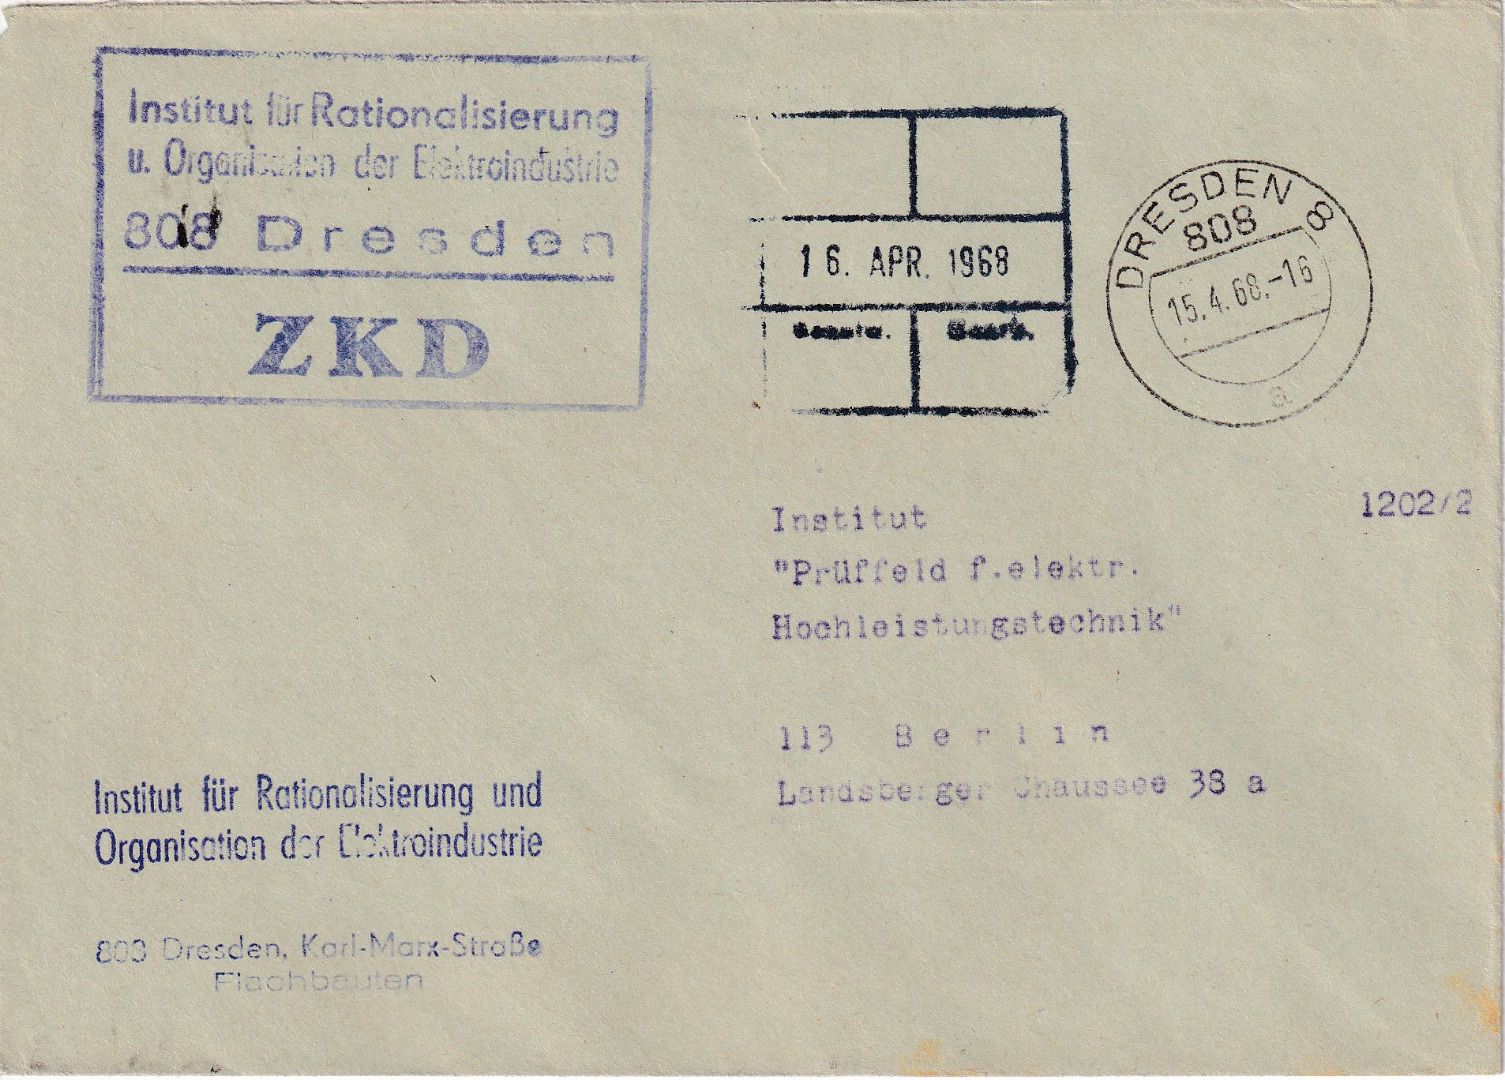 Institut für Rationalisierung
u. Organisation der Elektroindustrie
808 Dresden
ZKD
16. APR. 1968
DRESDEN 8
808
15.4.68.-16
a
1202/2
Institut
"Prüffeld f.elektr.
Hochleistungstechnik"
113 Berlin
Landsberger Chaussee 38 a
Institut für Rationalisierung und
Organisation der Elektroindustrie
808 Dresden, Karl-Marx-Straße
Flachbauten